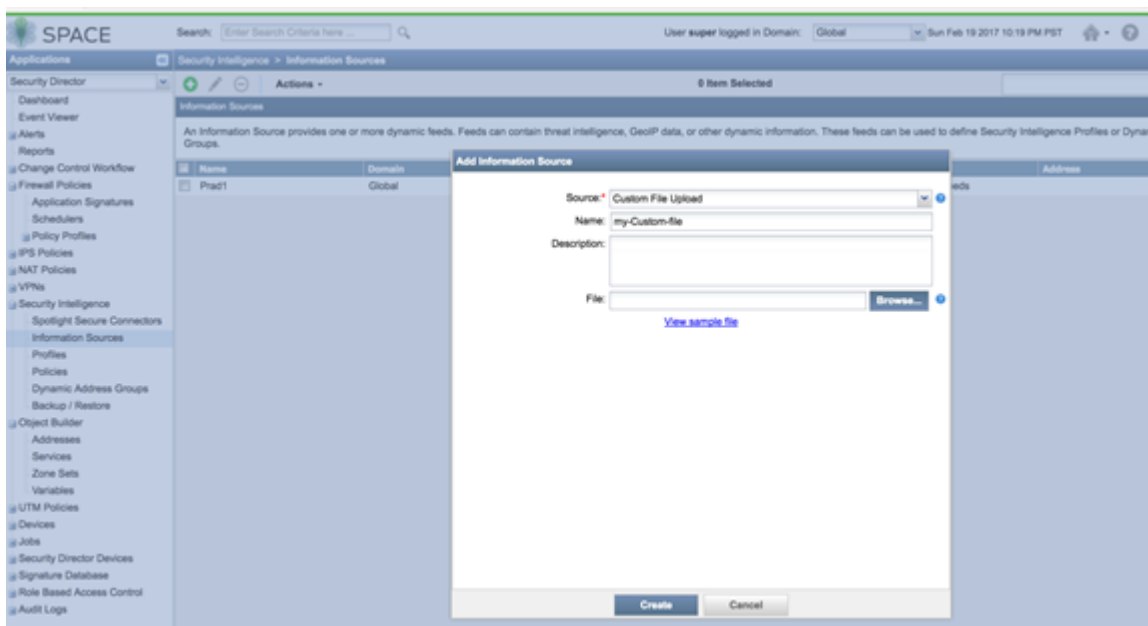 SPACE
Search: Enter Search Criteria here ...
User super logged in Domain: Global
Sun Feb 19 2017 10:19 PM PST
Applications
Security Intelligence > Information Sources
Security Director
Actions
0 Item Selected
Dashboard
Event Viewer
Alerts
Reports
Change Control Workflow
Firewall Policies
Application Signatures
Schedulers
Policy Profiles
IPS Policies
NAT Policies
VPNs
Security Intelligence
Spotlight Secure Connectors
Information Sources
Profiles
Policies
Dynamic Address Groups
Backup / Restore
Object Builder
Addresses
Services
Zone Sets
Variables
UTM Policies
Devices
Jobs
Security Director Devices
Signature Database
Role Based Access Control
Audit Logs
Information Sources
An Information Source provides one or more dynamic feeds. Feeds can contain threat intelligence, GeoIP data, or other dynamic information. These feeds can be used to define Security Intelligence Profiles or Dyna
Groups.
Name Domain Address
Prad1 Global eds
Add Information Source
Source:* Custom File Upload
Name: my-Custom-file
Description:
File: Browse...
View sample file
Create Cancel